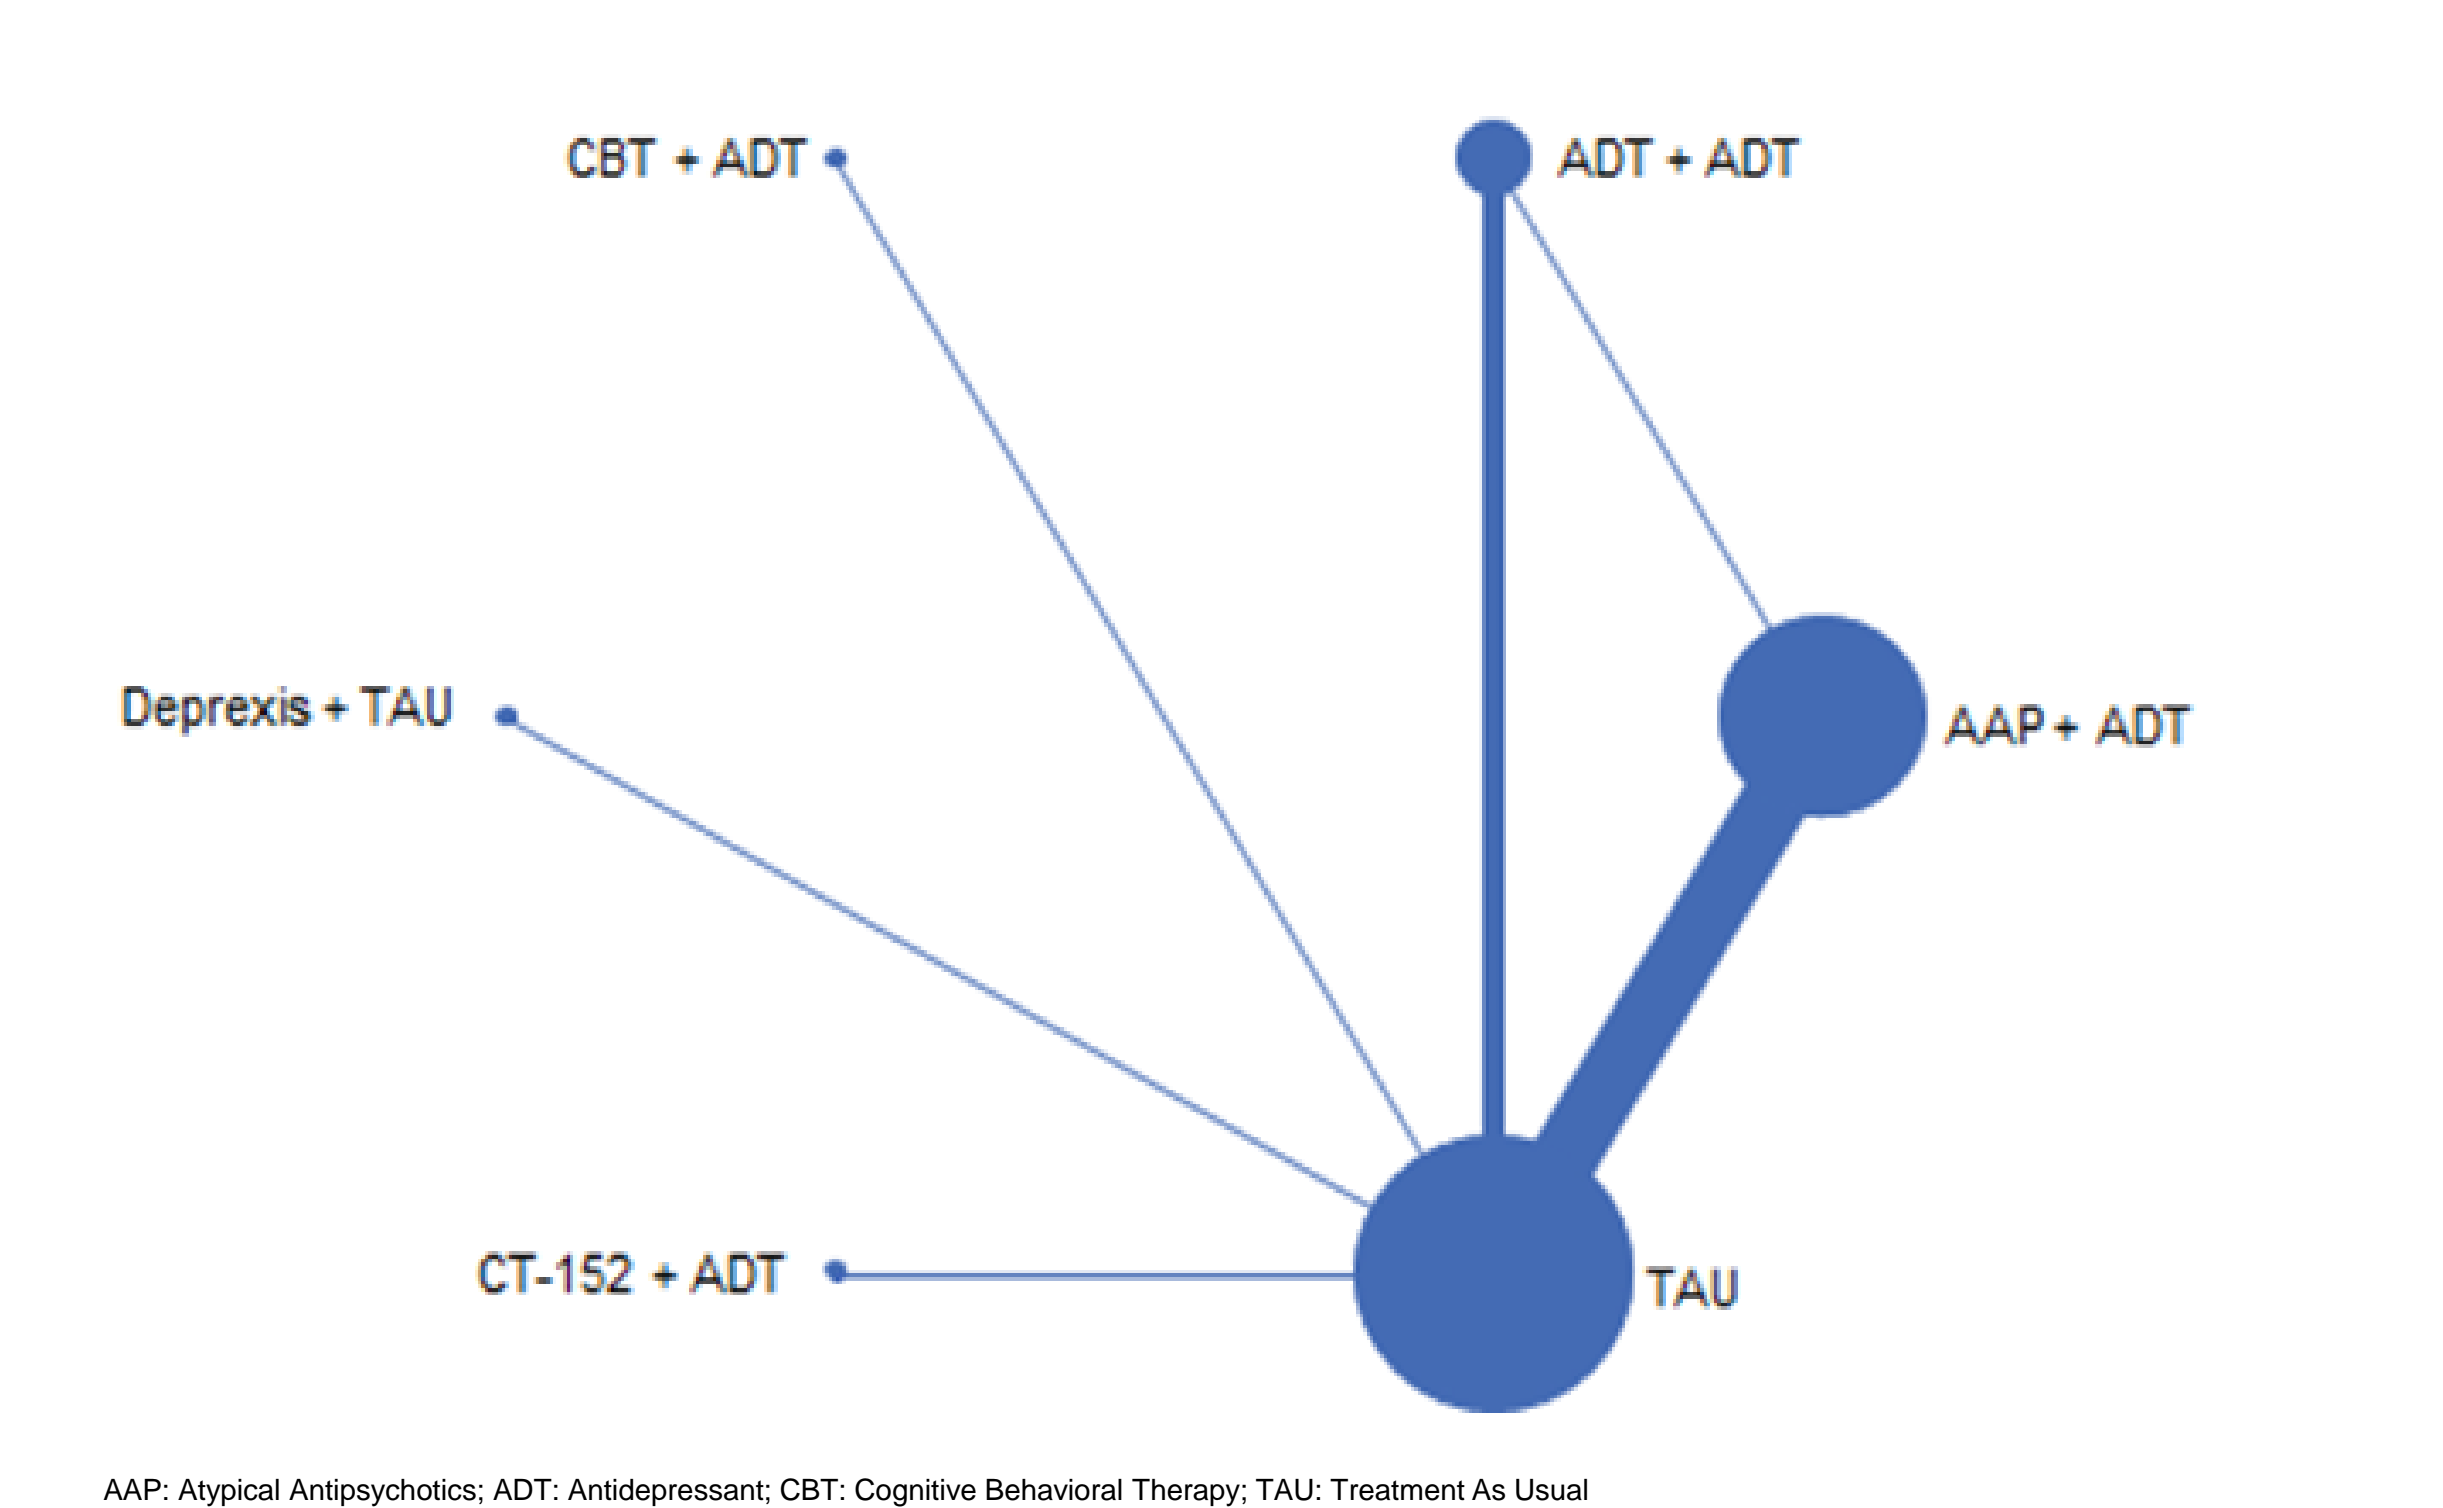 CBT + ADT
ADT + ADT
Deprexis + TAU
AAP + ADT
CT-152 + ADT
TAU
AAP: Atypical Antipsychotics; ADT: Antidepressant; CBT: Cognitive Behavioral Therapy; TAU: Treatment As Usual